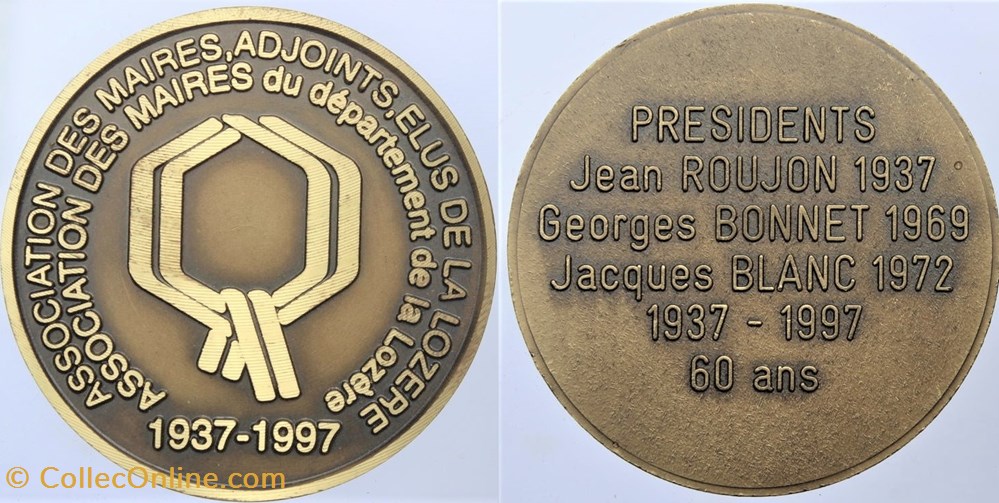 ASSOCIATION DES MAIRES, ADJOINTS, ELUS DE LA LOZERE
ASSOCIATION DES MAIRES du département de la Lozère
1937-1997
PRESIDENTS
Jean ROUJON 1937
Georges BONNET 1969
Jacques BLANC 1972
1937 - 1997
60 ans
© CollecOnline.com